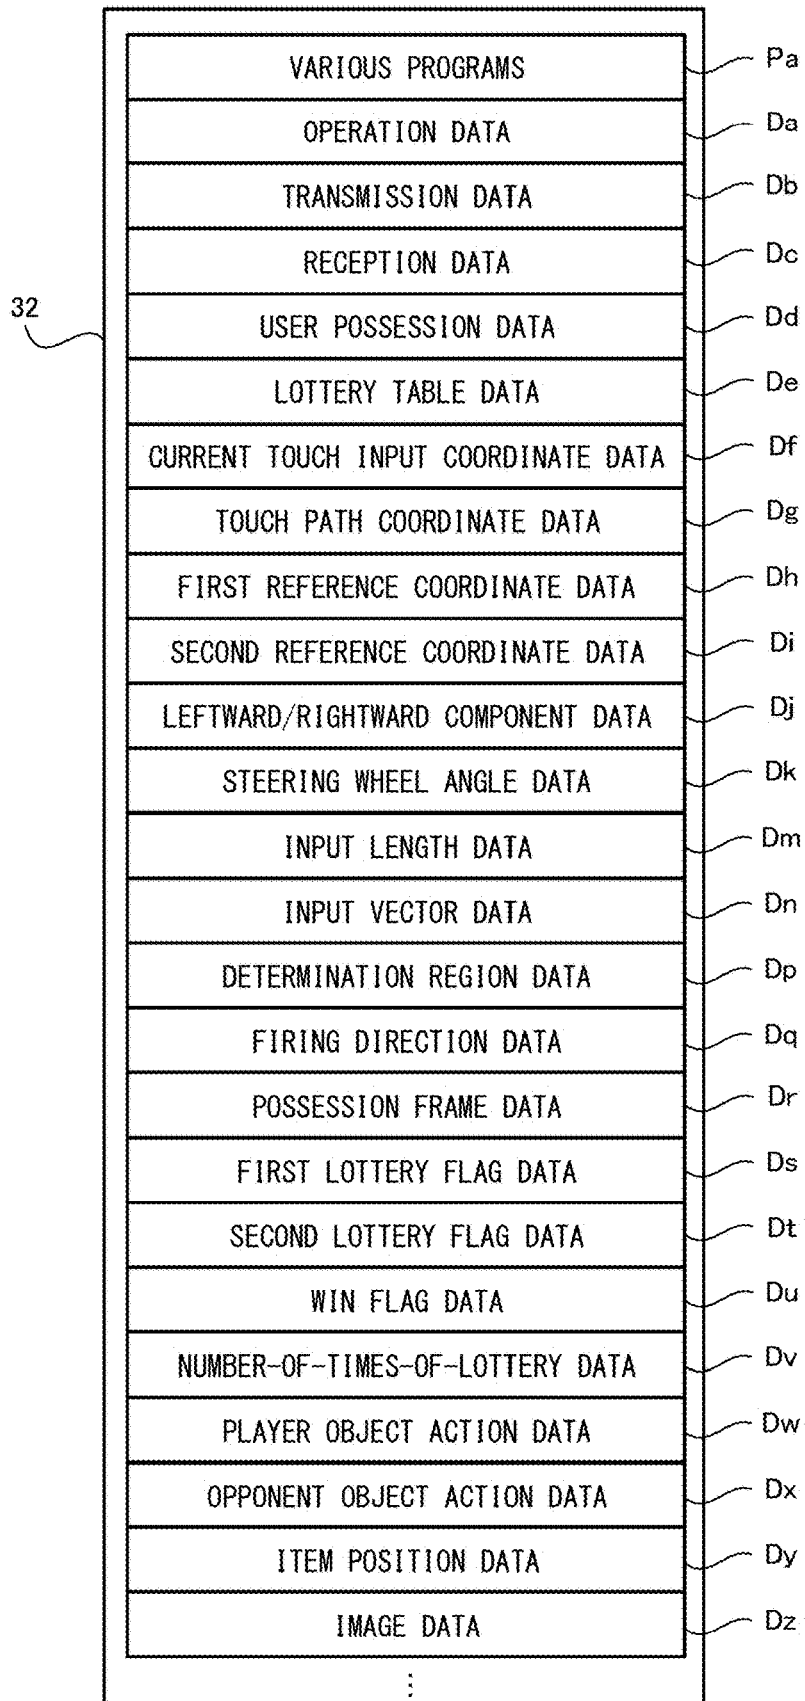 VARIOUS PROGRAMS Pa
OPERATION DATA Da
TRANSMISSION DATA Db
RECEPTION DATA Dc
32
USER POSSESSION DATA Dd
LOTTERY TABLE DATA De
CURRENT TOUCH INPUT COORDINATE DATA Df
TOUCH PATH COORDINATE DATA Dg
FIRST REFERENCE COORDINATE DATA Dh
SECOND REFERENCE COORDINATE DATA Di
LEFTWARD/RIGHTWARD COMPONENT DATA Dj
STEERING WHEEL ANGLE DATA Dk
INPUT LENGTH DATA Dm
INPUT VECTOR DATA Dn
DETERMINATION REGION DATA Dp
FIRING DIRECTION DATA Dq
POSSESSION FRAME DATA Dr
FIRST LOTTERY FLAG DATA Ds
SECOND LOTTERY FLAG DATA Dt
WIN FLAG DATA Du
NUMBER-OF-TIMES-OF-LOTTERY DATA Dv
PLAYER OBJECT ACTION DATA Dw
OPPONENT OBJECT ACTION DATA Dx
ITEM POSITION DATA Dy
IMAGE DATA Dz